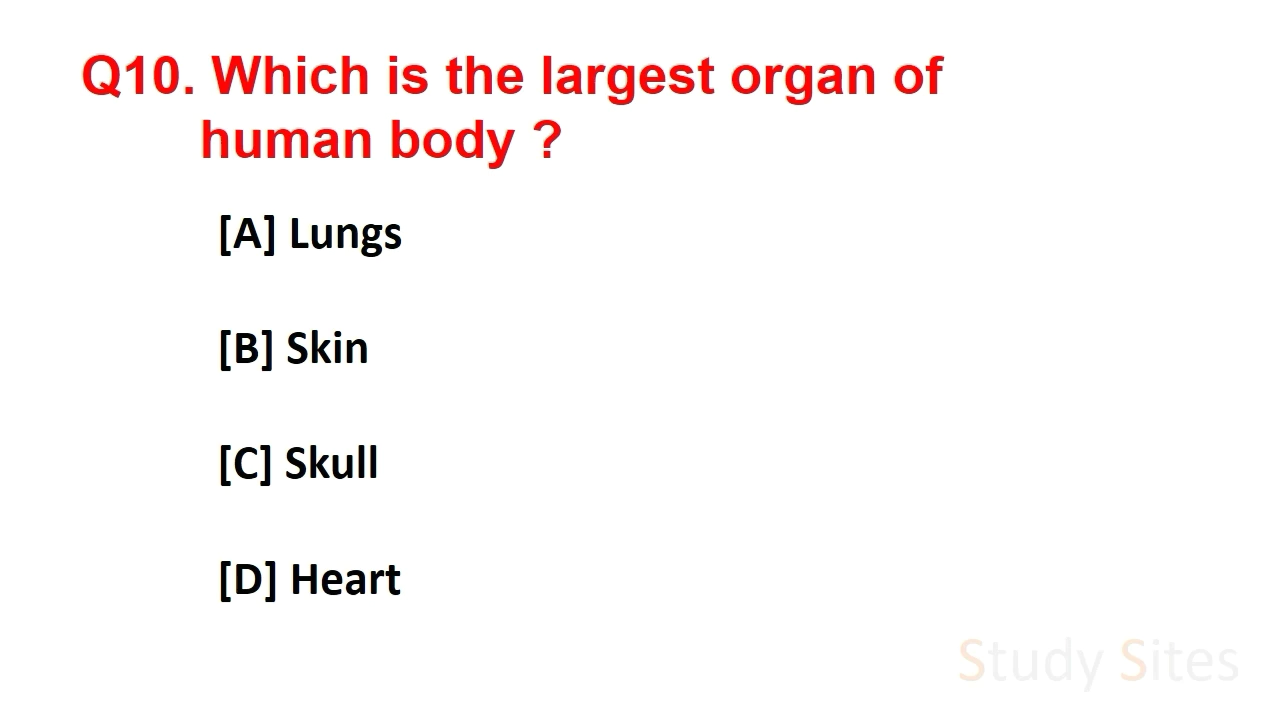 Q10. Which is the largest organ of
human body ?
[A] Lungs
[B] Skin
[C] Skull
[D] Heart
Study Sites